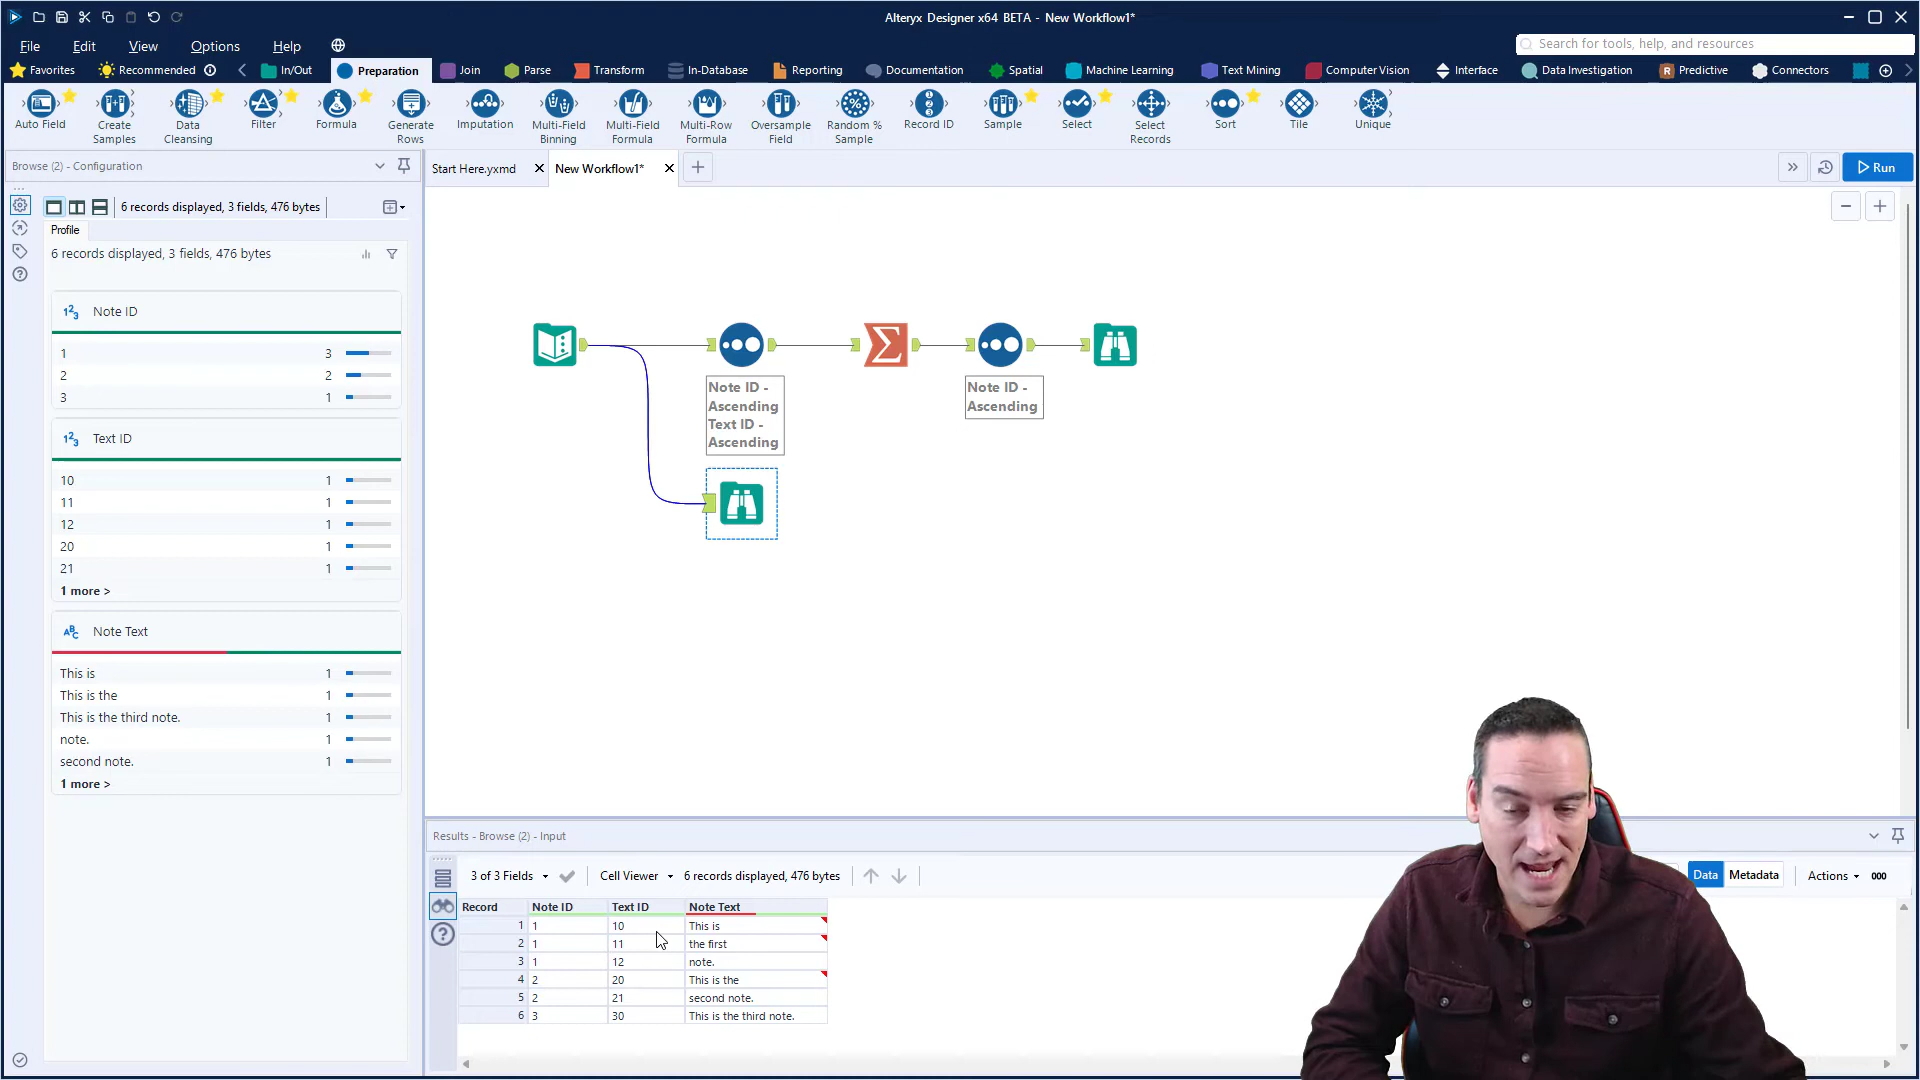 Alteryx Designer x64 BETA - New Workflow1*
File Edit View Options Help
Search for tools, help, and resources
Favorites Recommended In/Out Preparation Join Parse Transform In-Database Reporting Documentation Spatial Machine Learning Text Mining Computer Vision Interface Data Investigation Predictive Connectors
Auto Field
Create Samples
Data Cleansing
Filter
Formula
Generate Rows
Imputation
Multi-Field Binning
Multi-Field Formula
Multi-Row Formula
Oversample Field
Random % Sample
Record ID
Sample
Select
Select Records
Sort
Tile
Unique
Browse (2) - Configuration
Start Here.yxmd
New Workflow1*
Run
6 records displayed, 3 fields, 476 bytes
Profile
6 records displayed, 3 fields, 476 bytes
123 Note ID
1 3
2 2
3 1
123 Text ID
10 1
11 1
12 1
20 1
21 1
1 more >
ABC Note Text
This is 1
This is the 1
This is the third note. 1
note. 1
second note. 1
1 more >
Note ID -
Ascending
Text ID -
Ascending
Note ID -
Ascending
Results - Browse (2) - Input
3 of 3 Fields Cell Viewer 6 records displayed, 476 bytes
Data Metadata Actions 000
Record Note ID Text ID Note Text
1 1 10 This is
2 1 11 the first
3 1 12 note.
4 2 20 This is the
5 2 21 second note.
6 3 30 This is the third note.